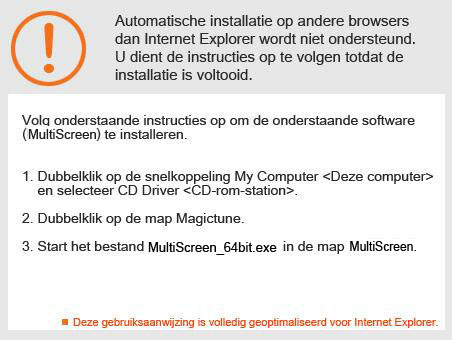 Automatische installatie op andere browsers
dan Internet Explorer wordt niet ondersteund.
U dient de instructies op te volgen totdat de
installatie is voltooid.
Volg onderstaande instructies op om de onderstaande software
(MultiScreen) te installeren.
1. Dubbelklik op de snelkoppeling My Computer <Deze computer>
en selecteer CD Driver <CD-rom-station>.
2. Dubbelklik op de map Magictune.
3. Start het bestand MultiScreen_64bit.exe in de map MultiScreen.
Deze gebruiksaanwijzing is volledig geoptimaliseerd voor Internet Explorer.